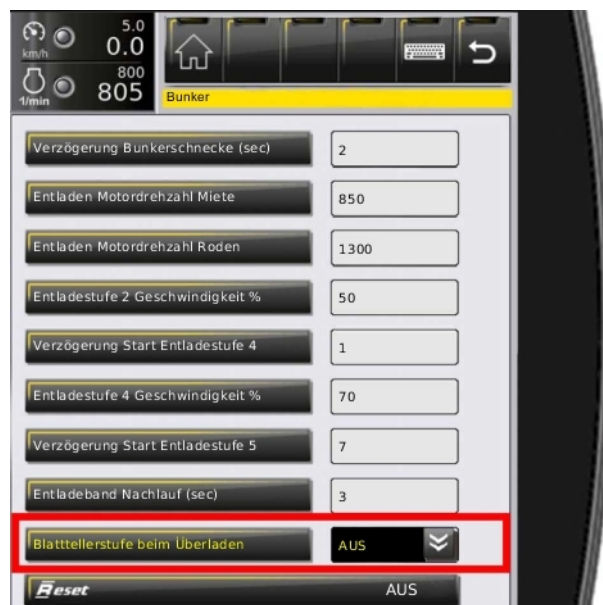 km/h
5.0
0.0
1/min
800
805
Bunker
Verzögerung Bunkerschnecke (sec) 2
Entladen Motordrehzahl Miete 850
Entladen Motordrehzahl Roden 1300
Entladestufe 2 Geschwindigkeit % 50
Verzögerung Start Entladestufe 4 1
Entladestufe 4 Geschwindigkeit % 70
Verzögerung Start Entladestufe 5 7
Entladeband Nachlauf (sec) 3
Blatttellerstufe beim Überladen AUS
Reset AUS